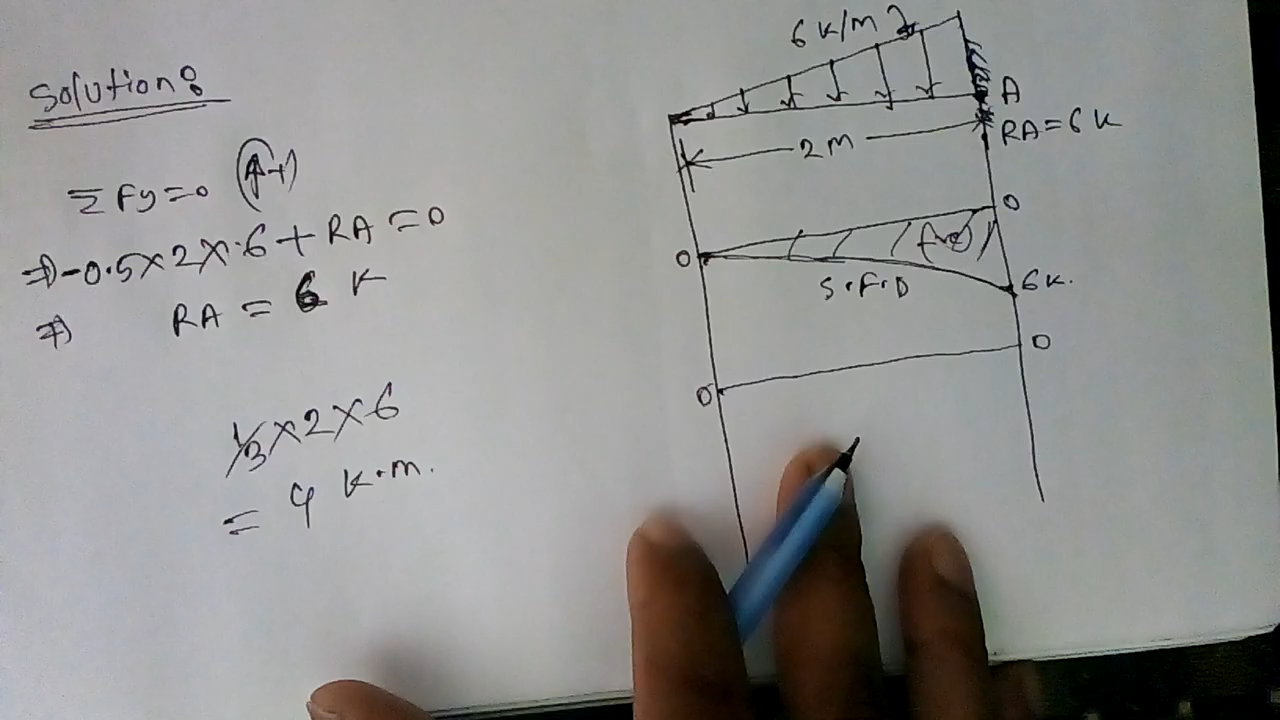 Solution:
ΣFy=0 (↑+)
⇒ -0.5×2×6+RA=0
⇒ RA = 6 K
1/3×2×6
= 4 K.m.
6 K/m
A
2 m
RA=6 K
0
0
(-ve)
S.F.D
6 K.
0
0